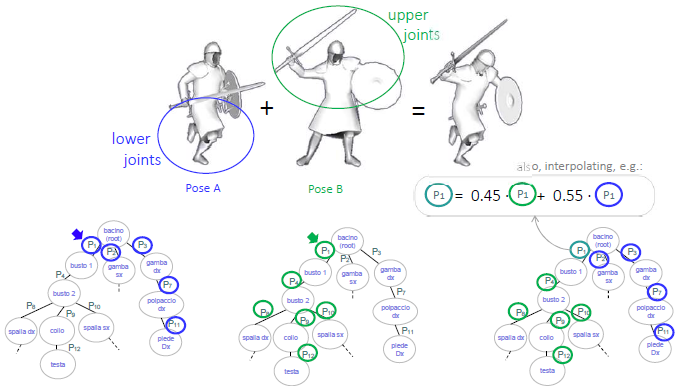 upper
joints
lower
joints
+
=
Pose A
Pose B
also, interpolating, e.g.:
P1 = 0.45 · P1 + 0.55 · P1
bacino
(root)
P1
P2
P3
busto 1
gamba
sx
gamba
dx
P4
P7
busto 2
polpaccio
dx
P8
P9
P10
P11
spalla dx
collo
spalla sx
piede
Dx
P12
testa
bacino
(root)
P1
P2
P3
busto 1
gamba
sx
gamba
dx
P4
P7
busto 2
polpaccio
dx
P8
P9
P10
P11
spalla dx
collo
spalla sx
piede
Dx
P12
testa
bacino
(root)
P1
P2
P3
busto 1
gamba
sx
gamba
dx
P4
P7
busto 2
polpaccio
dx
P8
P9
P10
P11
spalla dx
collo
spalla sx
piede
Dx
P12
testa